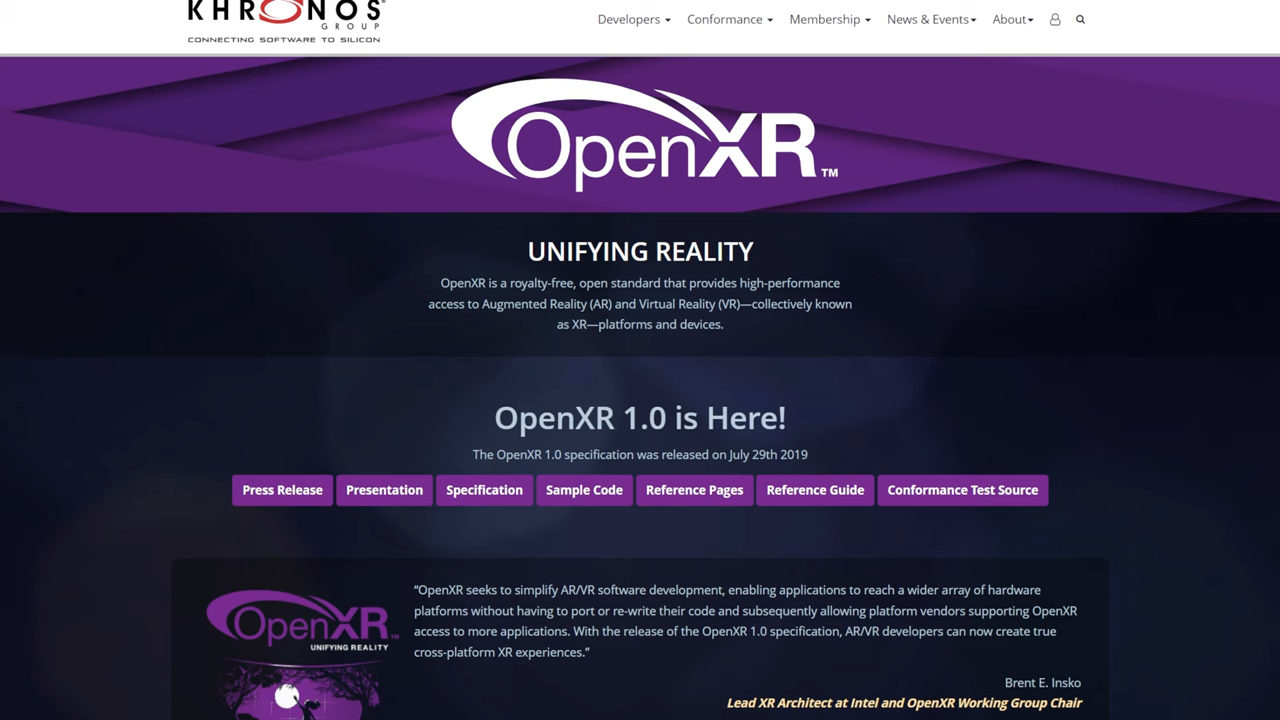 KHRONOS
GROUP
CONNECTING SOFTWARE TO SILICON
Developers Conformance Membership News & Events About
OpenXR™
UNIFYING REALITY
OpenXR is a royalty-free, open standard that provides high-performance
access to Augmented Reality (AR) and Virtual Reality (VR)—collectively known
as XR—platforms and devices.
OpenXR 1.0 is Here!
The OpenXR 1.0 specification was released on July 29th 2019
Press Release Presentation Specification Sample Code Reference Pages Reference Guide Conformance Test Source
OpenXR™
UNIFYING REALITY
“OpenXR seeks to simplify AR/VR software development, enabling applications to reach a wider array of hardware
platforms without having to port or re-write their code and subsequently allowing platform vendors supporting OpenXR
access to more applications. With the release of the OpenXR 1.0 specification, AR/VR developers can now create true
cross-platform XR experiences.”
Brent E. Insko
Lead XR Architect at Intel and OpenXR Working Group Chair